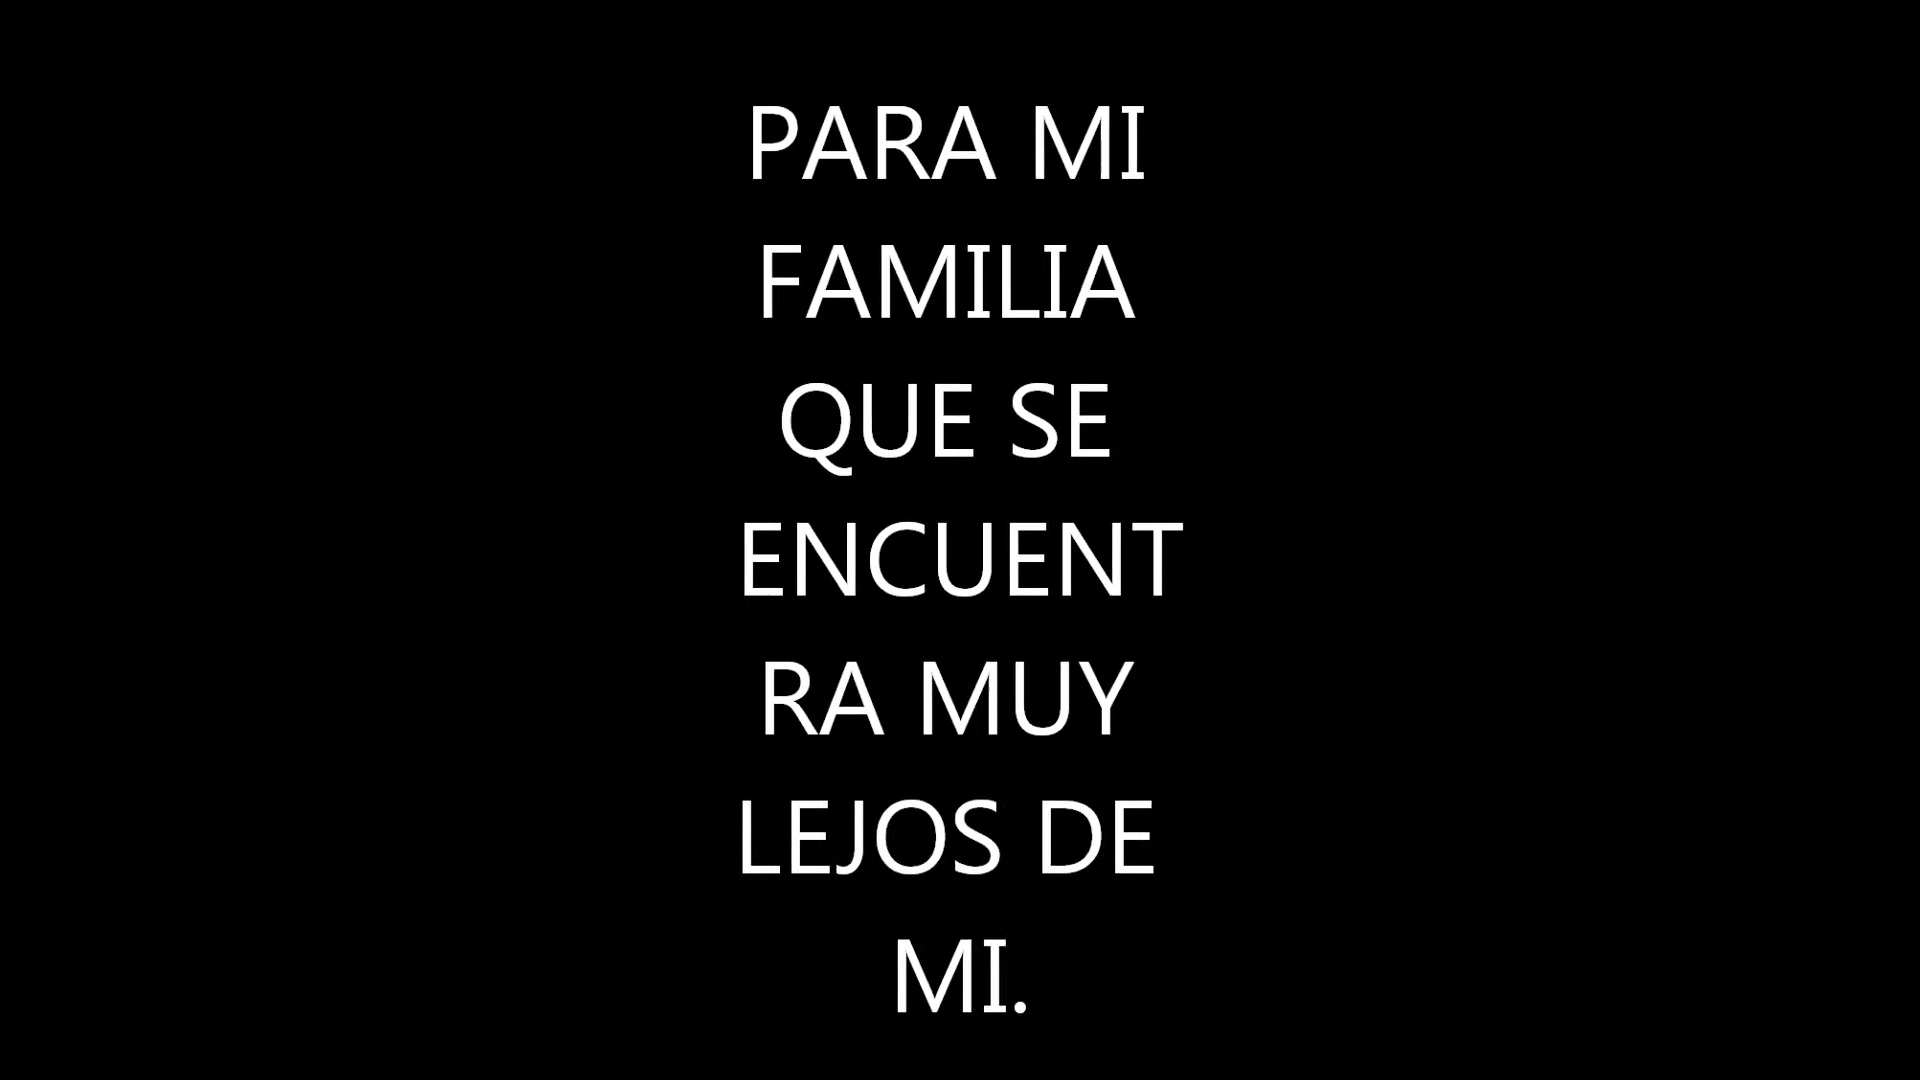 PARA MI
FAMILIA
QUE SE
ENCUENT
RA MUY
LEJOS DE
MI.